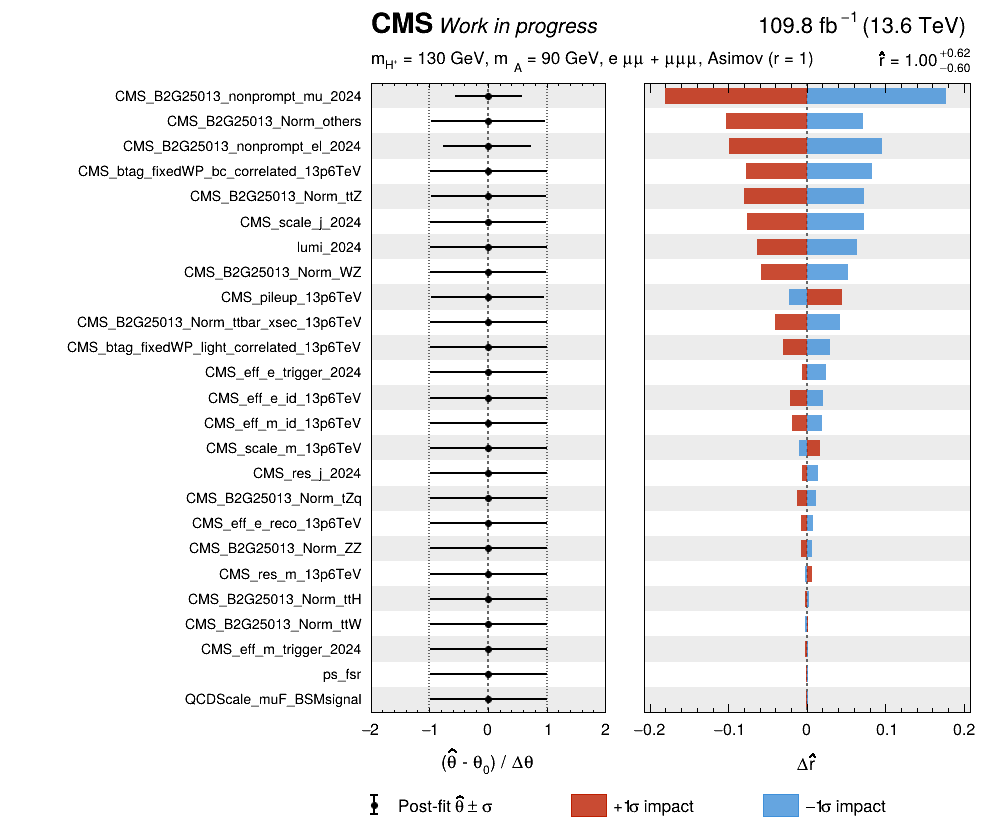 CMS Work in progress 109.8 fb⁻¹ (13.6 TeV)
m_H⁺ = 130 GeV, m_A = 90 GeV, e μμ + μμμ, Asimov (r = 1) r̂ = 1.00 +0.62 −0.60
CMS_B2G25013_nonprompt_mu_2024
CMS_B2G25013_Norm_others
CMS_B2G25013_nonprompt_el_2024
CMS_btag_fixedWP_bc_correlated_13p6TeV
CMS_B2G25013_Norm_ttZ
CMS_scale_j_2024
lumi_2024
CMS_B2G25013_Norm_WZ
CMS_pileup_13p6TeV
CMS_B2G25013_Norm_ttbar_xsec_13p6TeV
CMS_btag_fixedWP_light_correlated_13p6TeV
CMS_eff_e_trigger_2024
CMS_eff_e_id_13p6TeV
CMS_eff_m_id_13p6TeV
CMS_scale_m_13p6TeV
CMS_res_j_2024
CMS_B2G25013_Norm_tZq
CMS_eff_e_reco_13p6TeV
CMS_B2G25013_Norm_ZZ
CMS_res_m_13p6TeV
CMS_B2G25013_Norm_ttH
CMS_B2G25013_Norm_ttW
CMS_eff_m_trigger_2024
ps_fsr
QCDScale_muF_BSMsignal
−2 −1 0 1 2 −0.2 −0.1 0 0.1 0.2
(θ̂ - θ₀) / Δθ Δr̂
Post-fit θ̂ ± σ +1σ impact −1σ impact